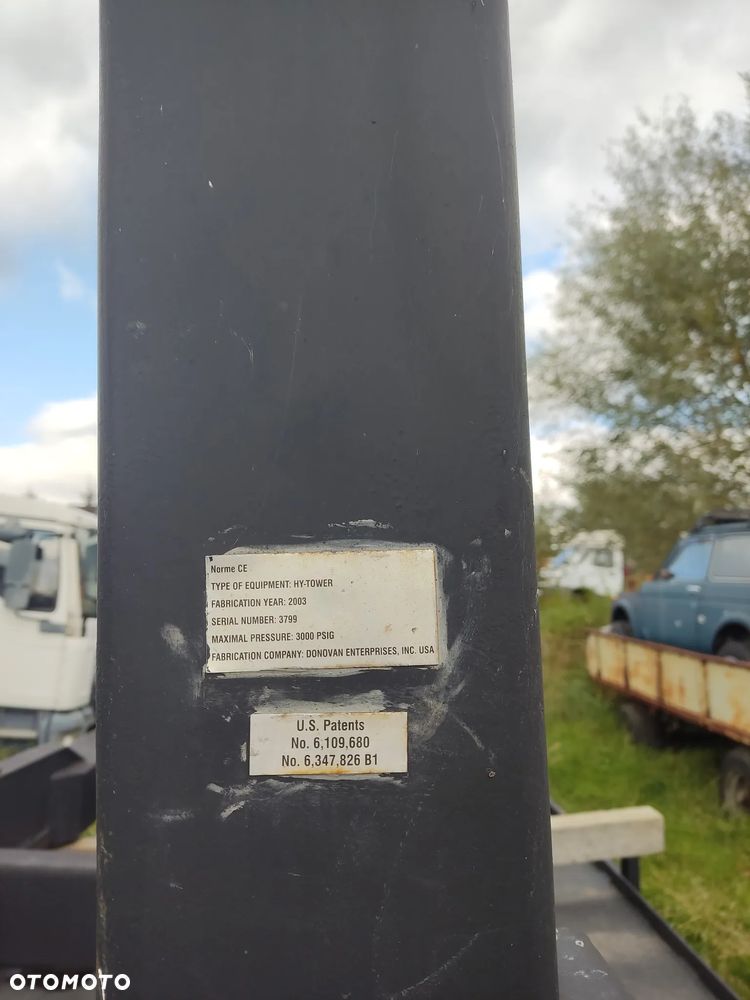 Norme CE
TYPE OF EQUIPMENT: HY-TOWER
FABRICATION YEAR: 2003
SERIAL NUMBER: 3799
MAXIMAL PRESSURE: 3000 PSIG
FABRICATION COMPANY: DONOVAN ENTERPRISES, INC. USA
U.S. Patents
No. 6,109,680
No. 6,347,826 B1
OTOMOTO